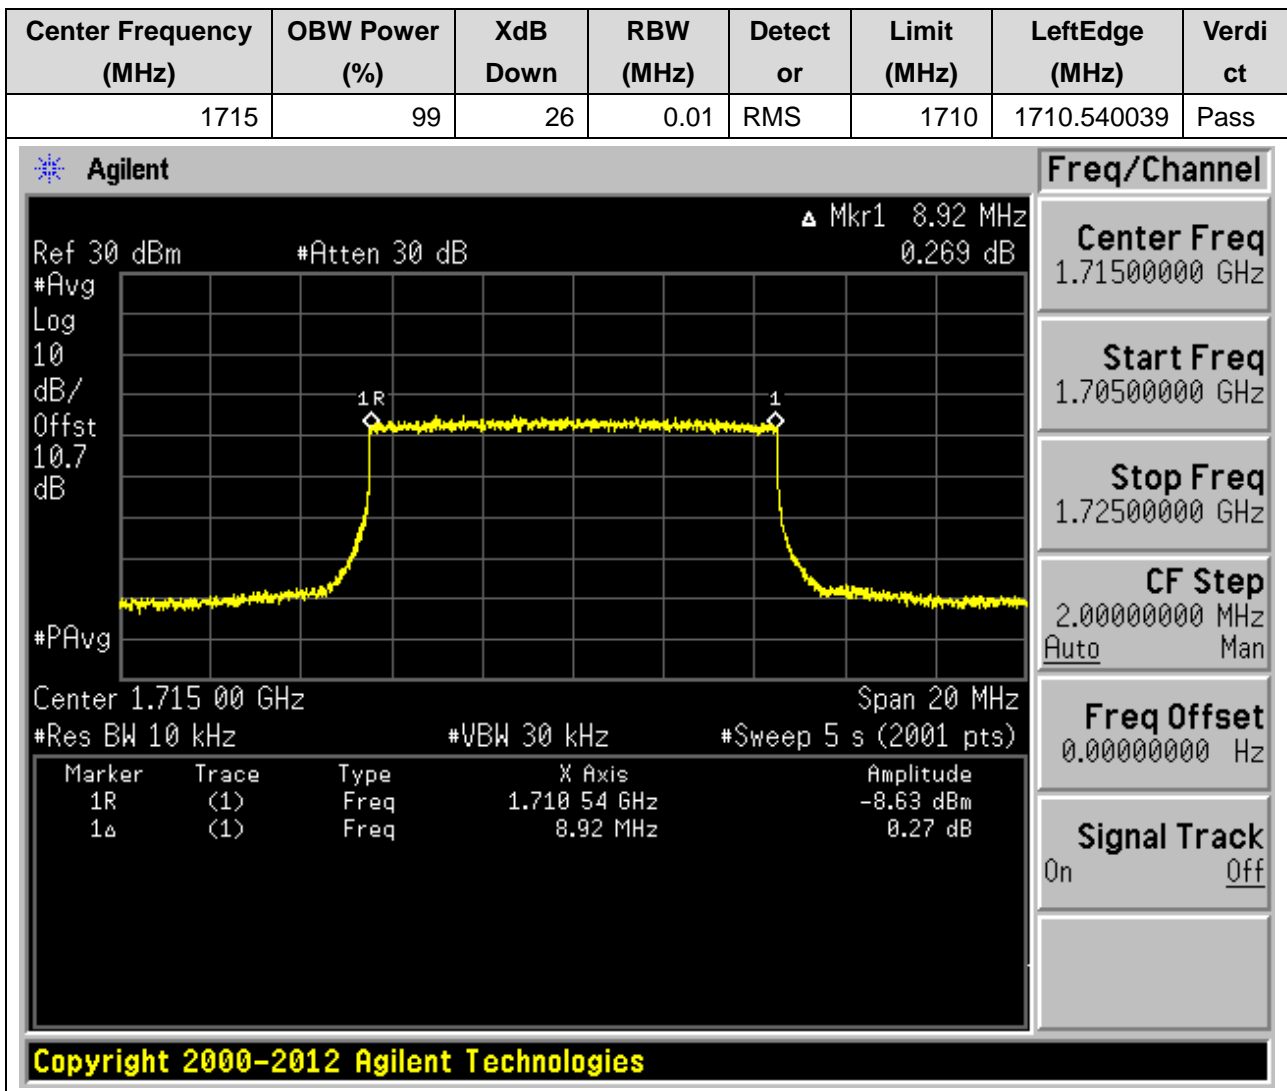 Center Frequency (MHz) OBW Power (%) XdB Down RBW (MHz) Detect or Limit (MHz) LeftEdge (MHz) Verdi ct
1715 99 26 0.01 RMS 1710 1710.540039 Pass
Agilent
Freq/Channel
Δ Mkr1 8.92 MHz
Ref 30 dBm #Atten 30 dB 0.269 dB
#Avg
Log
10
dB/
Offst
10.7
dB
1R
1
#PAvg
Center 1.715 00 GHz Span 20 MHz
#Res BW 10 kHz #VBW 30 kHz #Sweep 5 s (2001 pts)
Marker Trace Type X Axis Amplitude
1R (1) Freq 1.710 54 GHz -8.63 dBm
1Δ (1) Freq 8.92 MHz 0.27 dB
Center Freq
1.71500000 GHz
Start Freq
1.70500000 GHz
Stop Freq
1.72500000 GHz
CF Step
2.00000000 MHz
Auto Man
Freq Offset
0.00000000 Hz
Signal Track
On Off
Copyright 2000-2012 Agilent Technologies